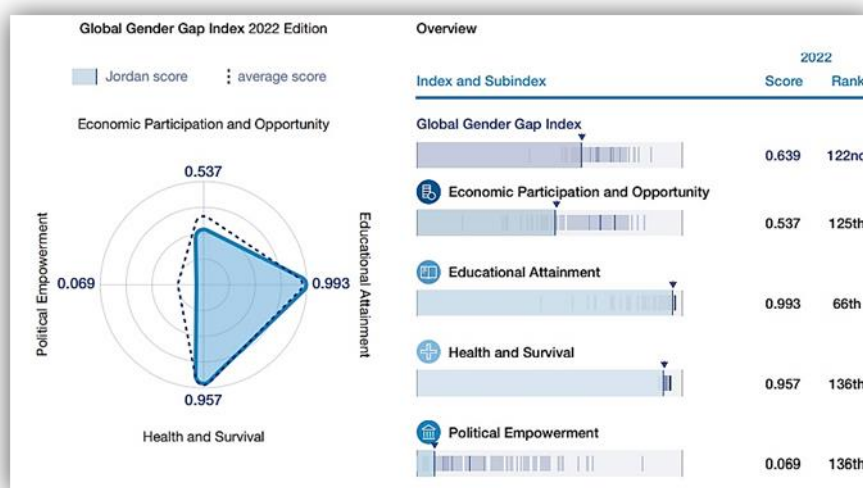 Global Gender Gap Index 2022 Edition
Jordan score
average score
Economic Participation and Opportunity
0.537
Political Empowerment
0.069
0.993
Educational Attainment
0.957
Health and Survival
Overview
2022
Index and Subindex Score Rank
Global Gender Gap Index
0.639 122nd
Economic Participation and Opportunity
0.537 125th
Educational Attainment
0.993 66th
Health and Survival
0.957 136th
Political Empowerment
0.069 136th